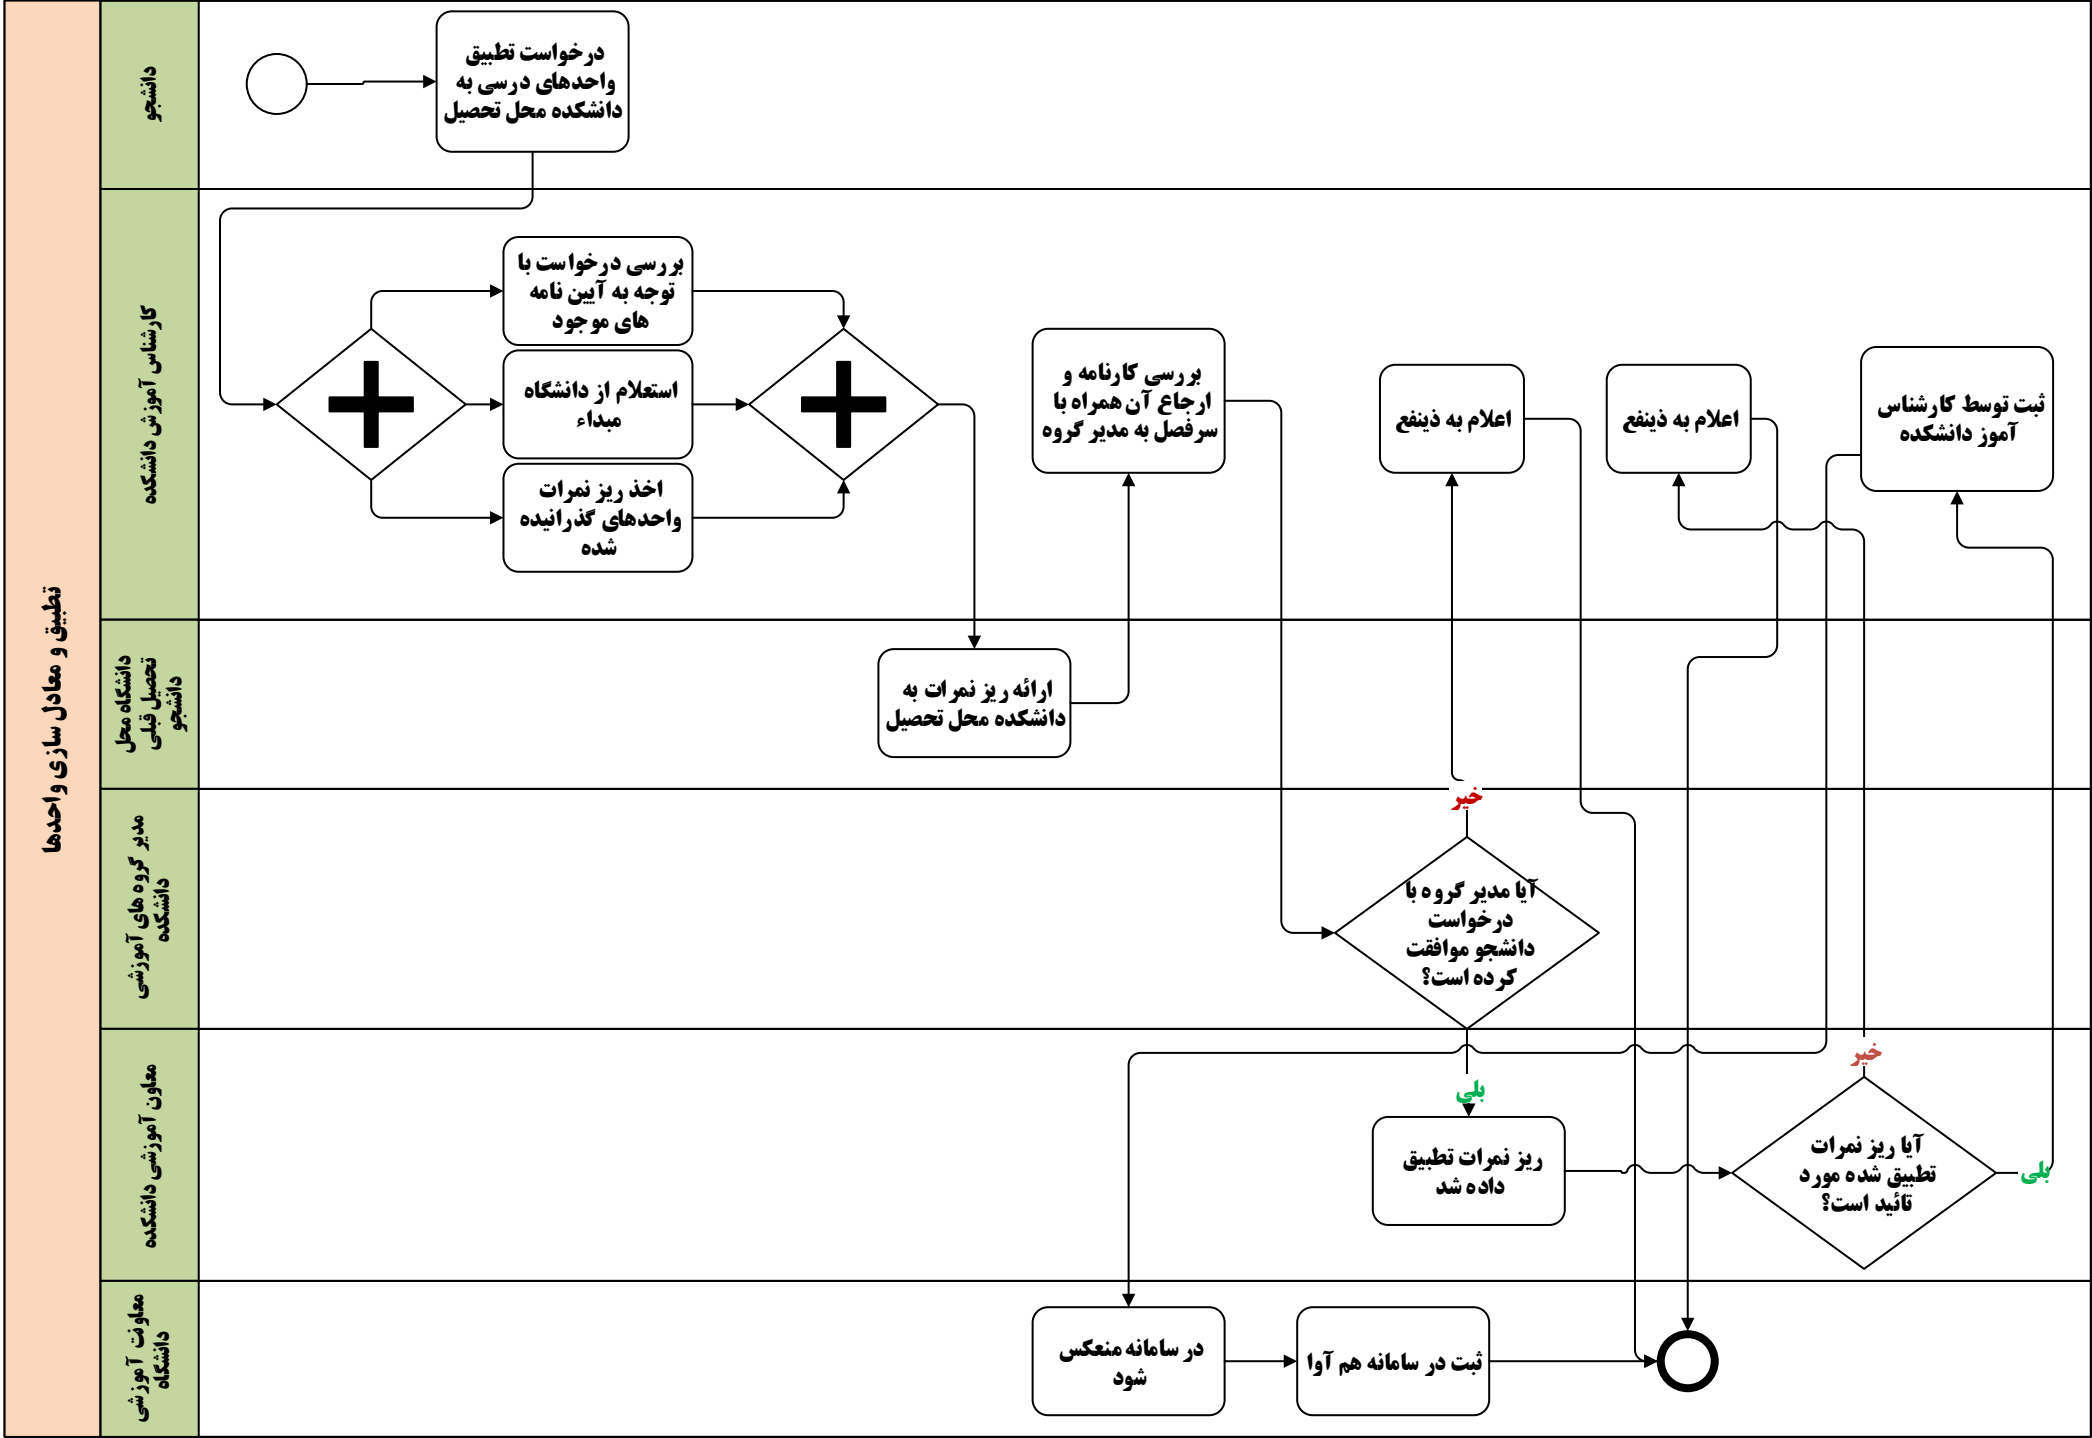 تطبیق و معادل سازی واحدها
دانشجو
درخواست تطبیق
واحدهای درسی به
دانشکده محل تحصیل
کارشناس آموزش دانشکده
بررسی درخواست با
توجه به آیین نامه
های موجود
استعلام از دانشگاه
مبداء
اخذ ریز نمرات
واحدهای گذرانیده
شده
بررسی کارنامه و
ارجاع آن همراه با
سرفصل به مدیر گروه
اعلام به ذینفع
اعلام به ذینفع
ثبت توسط کارشناس
آموز دانشکده
دانشگاه محل
تحصیل قبلی
دانشجو
ارائه ریز نمرات به
دانشکده محل تحصیل
مدیر گروه های آموزشی
دانشکده
خیر
آیا مدیر گروه با
درخواست
دانشجو موافقت
کرده است؟
معاون آموزشی دانشکده
بلی
ریز نمرات تطبیق
داده شد
خیر
آیا ریز نمرات
تطبیق شده مورد
تائید است؟
بلی
معاونت آموزشی
دانشگاه
در سامانه منعکس
شود
ثبت در سامانه هم آوا